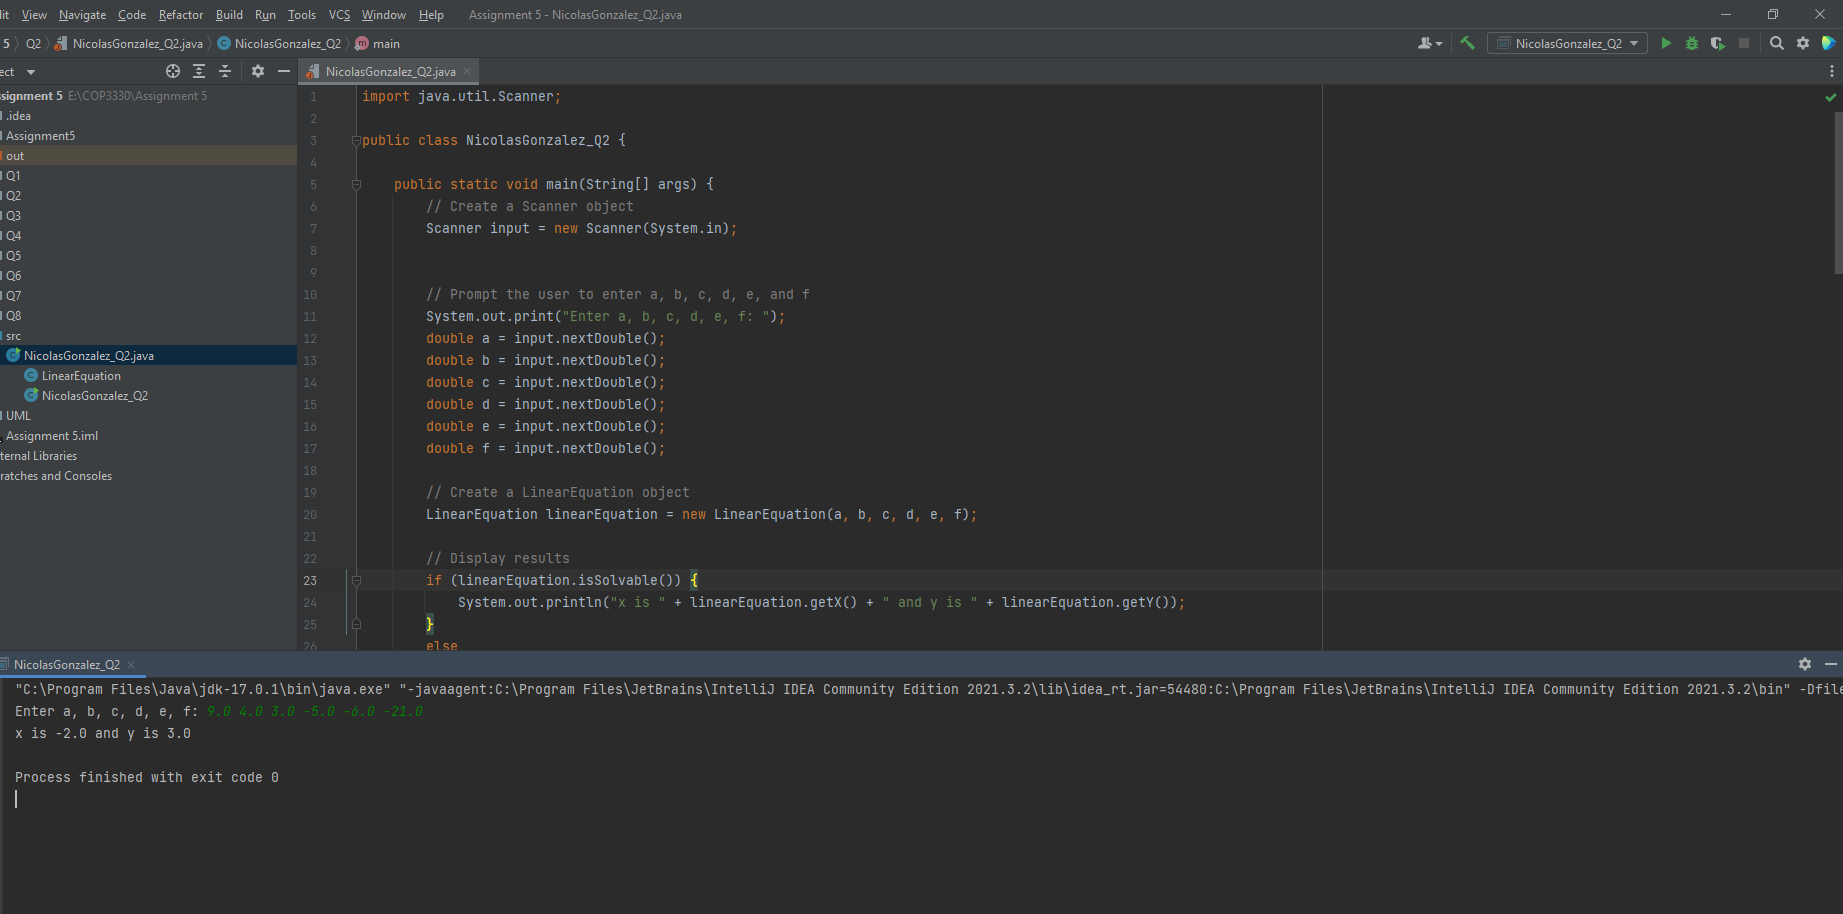 View Navigate Code Refactor Build Run Tools VCS Window Help Assignment 5 - NicolasGonzalez_Q2.java
5 Q2 NicolasGonzalez_Q2.java NicolasGonzalez_Q2 main NicolasGonzalez_Q2
ect
NicolasGonzalez_Q2.java
ssignment 5 E:\COP3330\Assignment 5
.idea
Assignment5
out
Q1
Q2
Q3
Q4
Q5
Q6
Q7
Q8
src
NicolasGonzalez_Q2.java
LinearEquation
NicolasGonzalez_Q2
UML
Assignment 5.iml
ternal Libraries
ratches and Consoles
1 import java.util.Scanner;
2
3 public class NicolasGonzalez_Q2 {
4
5 public static void main(String[] args) {
6 // Create a Scanner object
7 Scanner input = new Scanner(System.in);
8
9
10 // Prompt the user to enter a, b, c, d, e, and f
11 System.out.print("Enter a, b, c, d, e, f: ");
12 double a = input.nextDouble();
13 double b = input.nextDouble();
14 double c = input.nextDouble();
15 double d = input.nextDouble();
16 double e = input.nextDouble();
17 double f = input.nextDouble();
18
19 // Create a LinearEquation object
20 LinearEquation linearEquation = new LinearEquation(a, b, c, d, e, f);
21
22 // Display results
23 if (linearEquation.isSolvable()) {
24 System.out.println("x is " + linearEquation.getX() + " and y is " + linearEquation.getY());
25 }
26 else
NicolasGonzalez_Q2
"C:\Program Files\Java\jdk-17.0.1\bin\java.exe" "-javaagent:C:\Program Files\JetBrains\IntelliJ IDEA Community Edition 2021.3.2\lib\idea_rt.jar=54480:C:\Program Files\JetBrains\IntelliJ IDEA Community Edition 2021.3.2\bin" -Dfile
Enter a, b, c, d, e, f: 9.0 4.0 3.0 -5.0 -6.0 -21.0
x is -2.0 and y is 3.0
Process finished with exit code 0